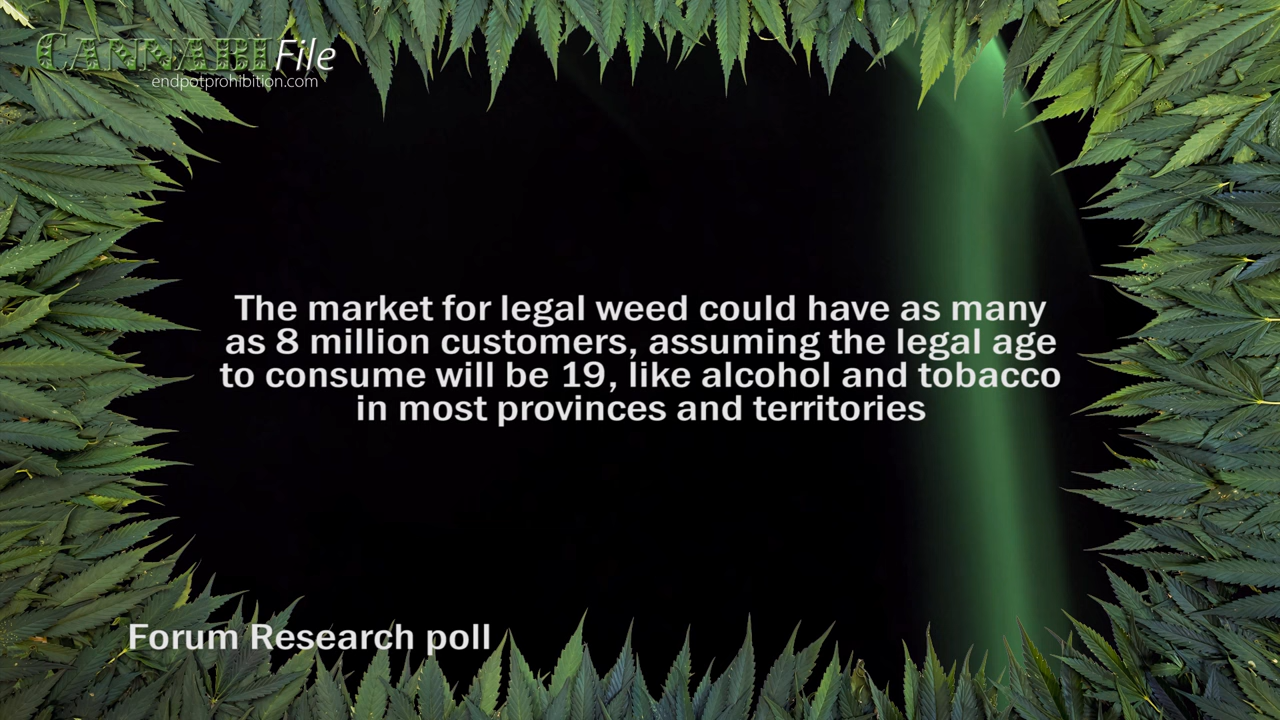 CANNABIFile
endpotprohibition.com
The market for legal weed could have as many
as 8 million customers, assuming the legal age
to consume will be 19, like alcohol and tobacco
in most provinces and territories
Forum Research poll